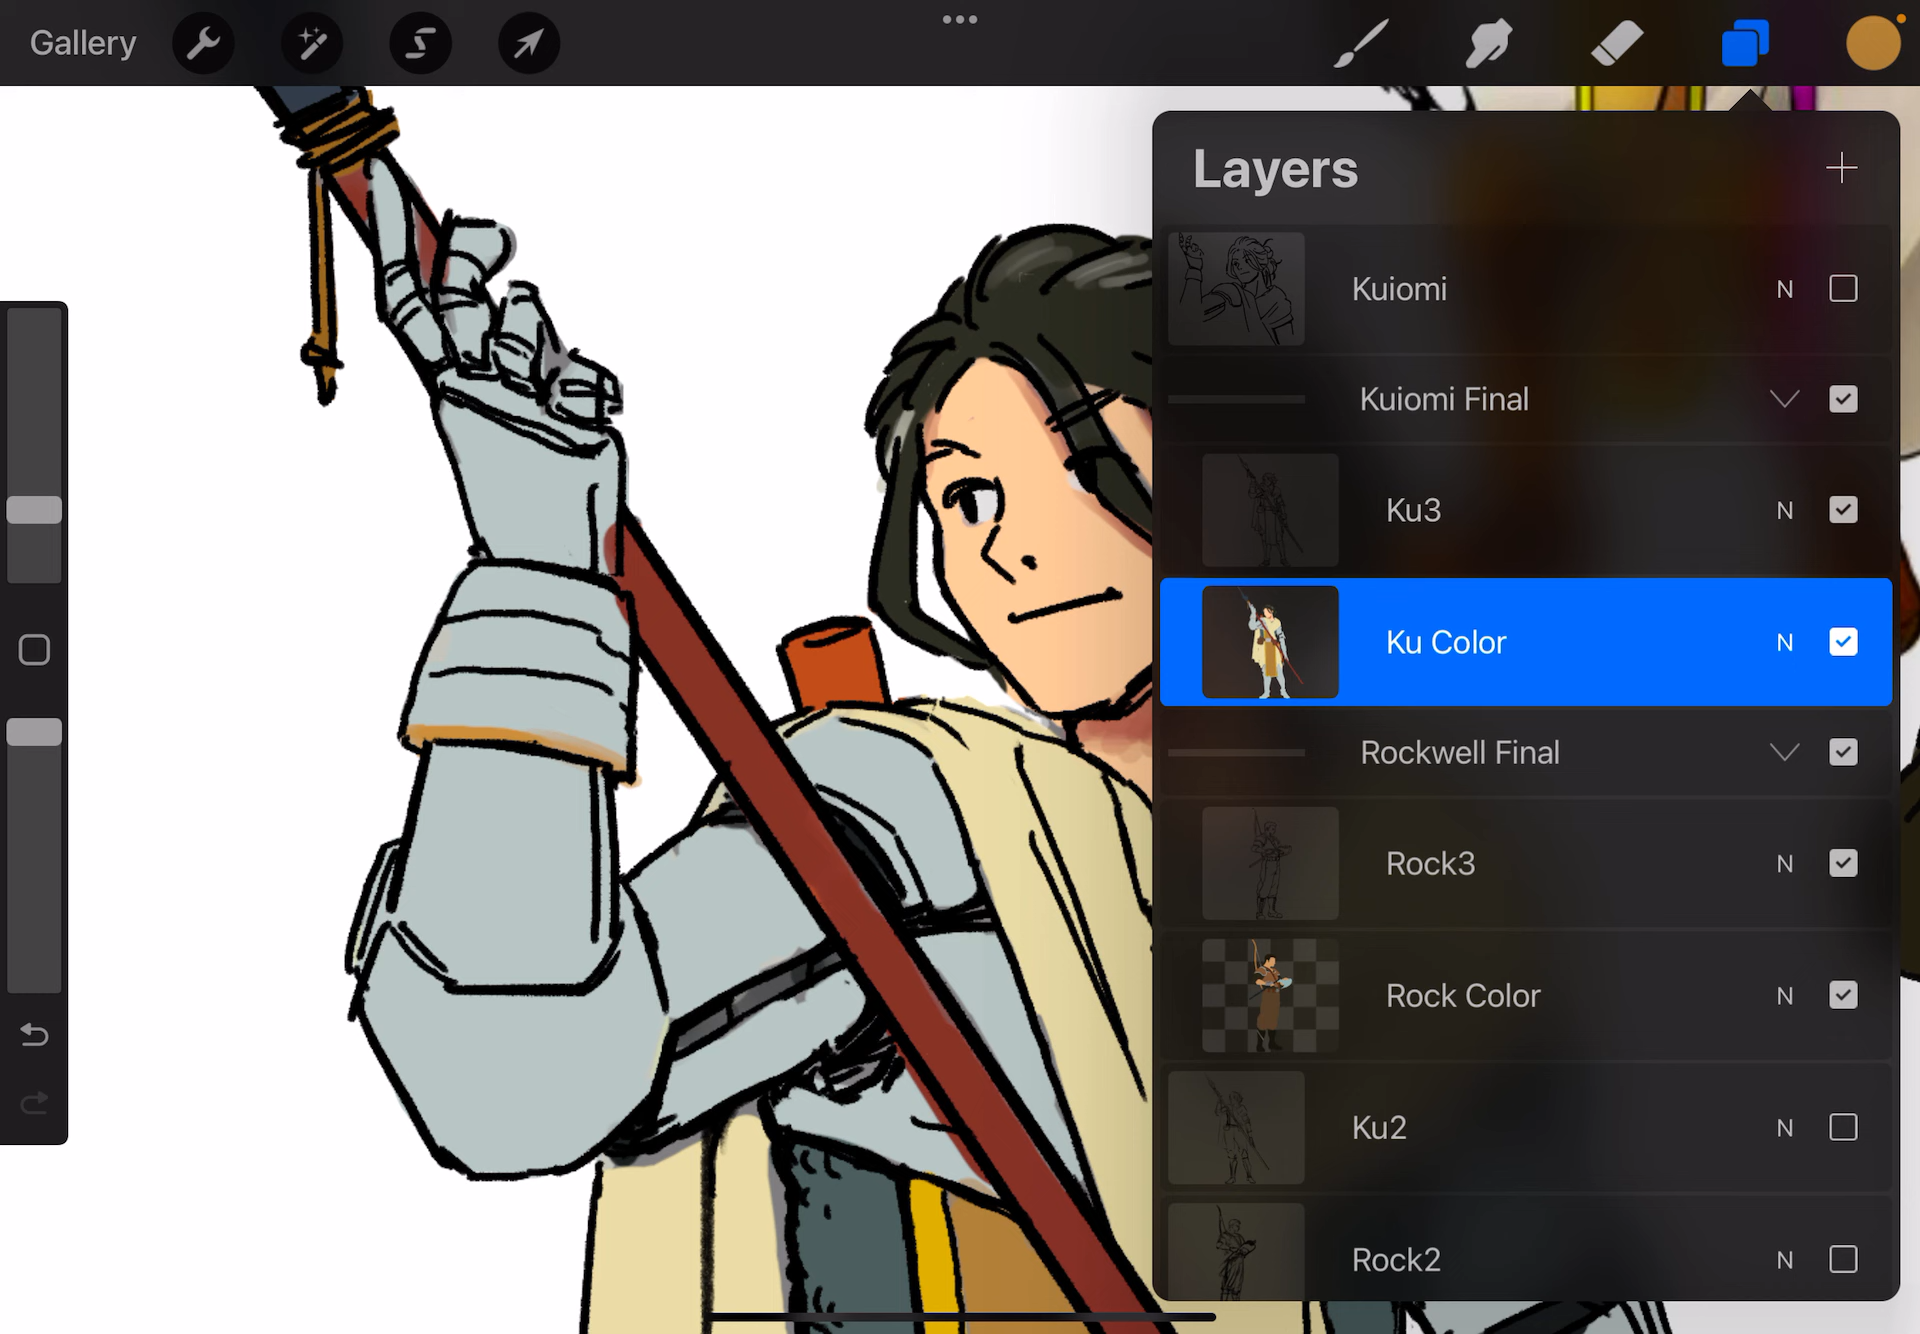 Gallery
Layers
Kuiomi N
Kuiomi Final
Ku3 N
Ku Color N
Rockwell Final
Rock3 N
Rock Color N
Ku2 N
Rock2 N